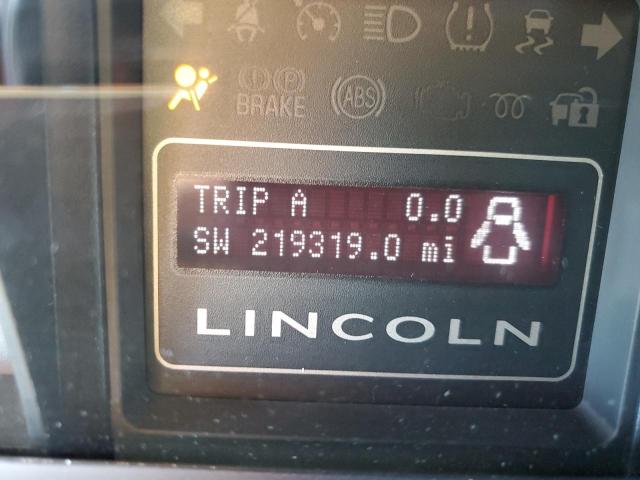 (!) (P)
BRAKE (ABS)
TRIP A 0.0
SW 219319.0 mi
LINCOLN